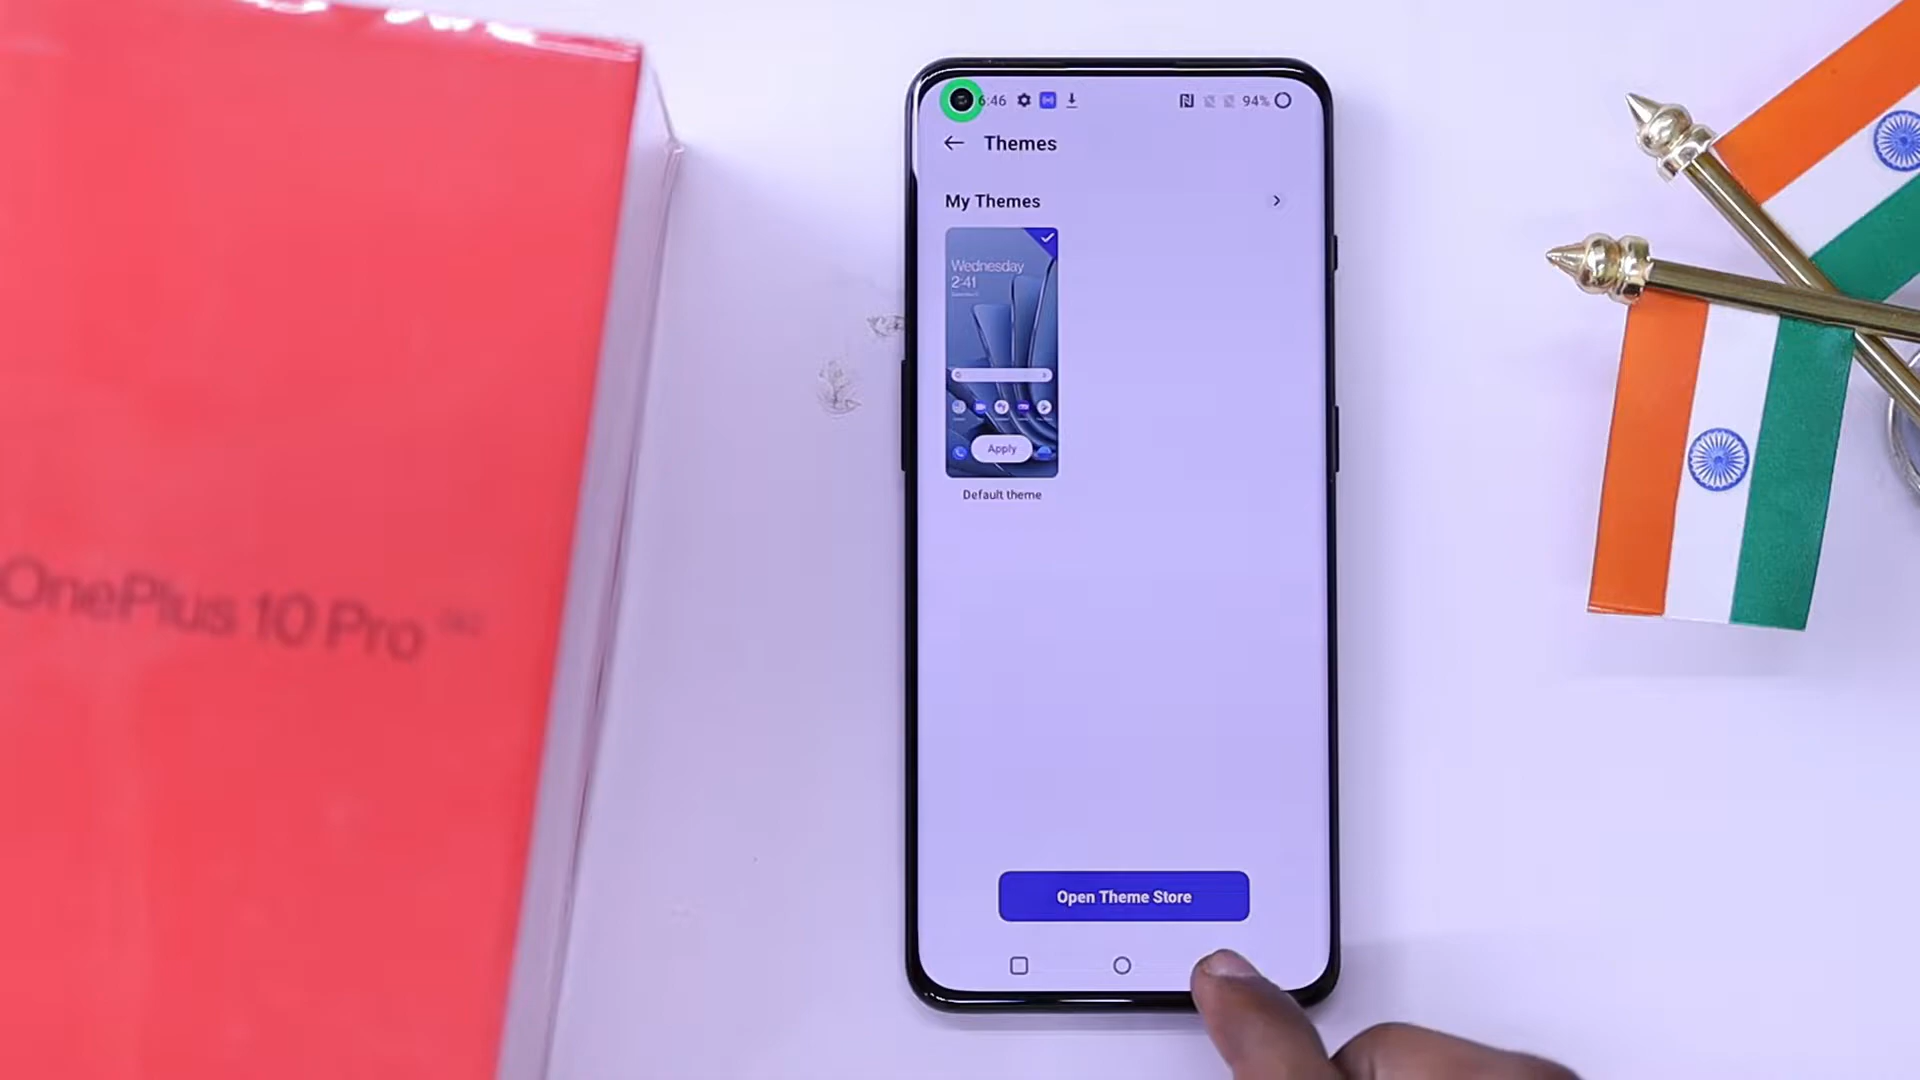 OnePlus 10 Pro
6:46
94%
Themes
My Themes
Wednesday
2:41
Apply
Default theme
Open Theme Store